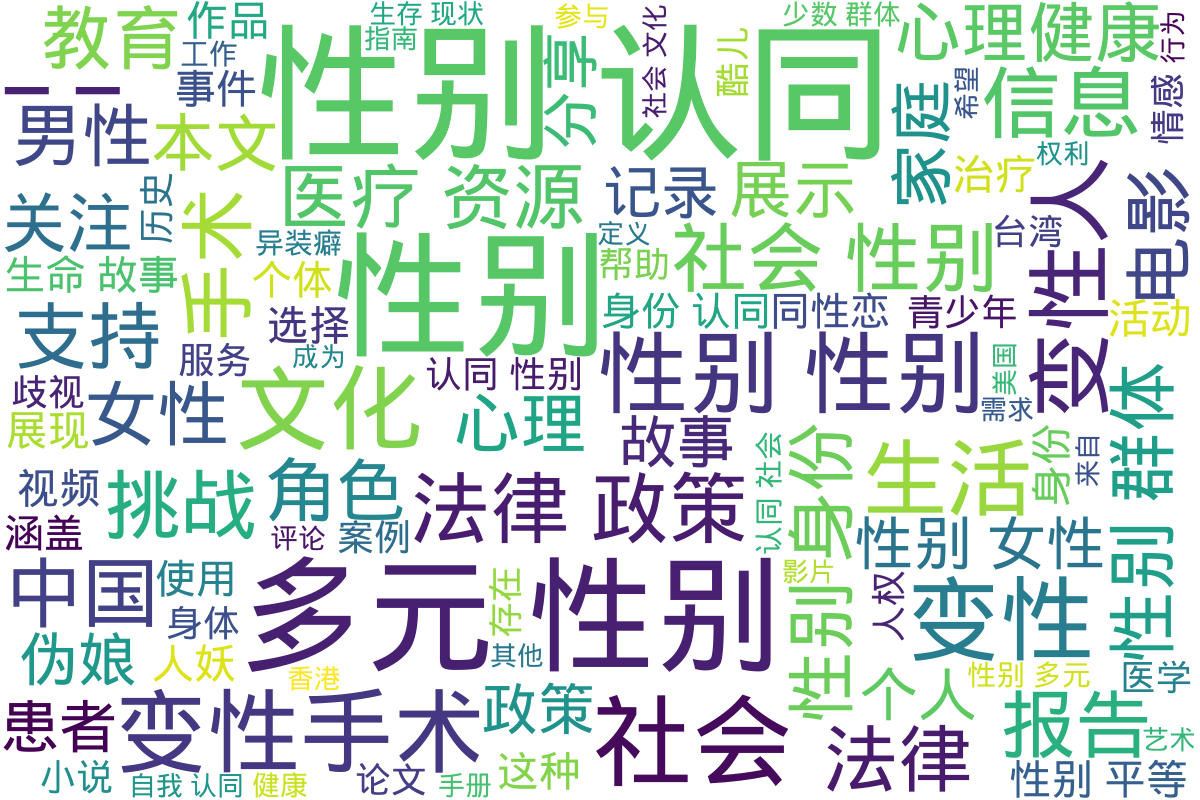 教育
作品
生存 现状
参与
少数 群体
心理健康
行为
工作
指南
性别认同
分享
社会 文化
酷儿
事件
家庭
希望
信息
情感
一一
男性
本文
医疗 资源
记录
展示
治疗
权利
变性人
电影
关注
历史
手术
异装癖
定义
帮助
社会 性别
台湾
生命 故事
个体
性别
身份 认同
同性恋
青少年
活动
支持
选择
服务
成为
认同 性别
性别 性别
美国
需求
歧视
女性
文化
心理
故事
展现
群体
视频
挑战
角色
法律 政策
认同 社会
身份
生活
身份
来自
涵盖
评论
案例
性别 女性
性别
中国
使用
多元性别
存在
影片
性别
人权
变性
身体
其他
伪娘
人妖
香港
性别 多元
医学
个人
患者
变性手术
政策
社会
法律
报告
艺术
小说
自我 认同
健康
论文
手册
这种
性别 平等